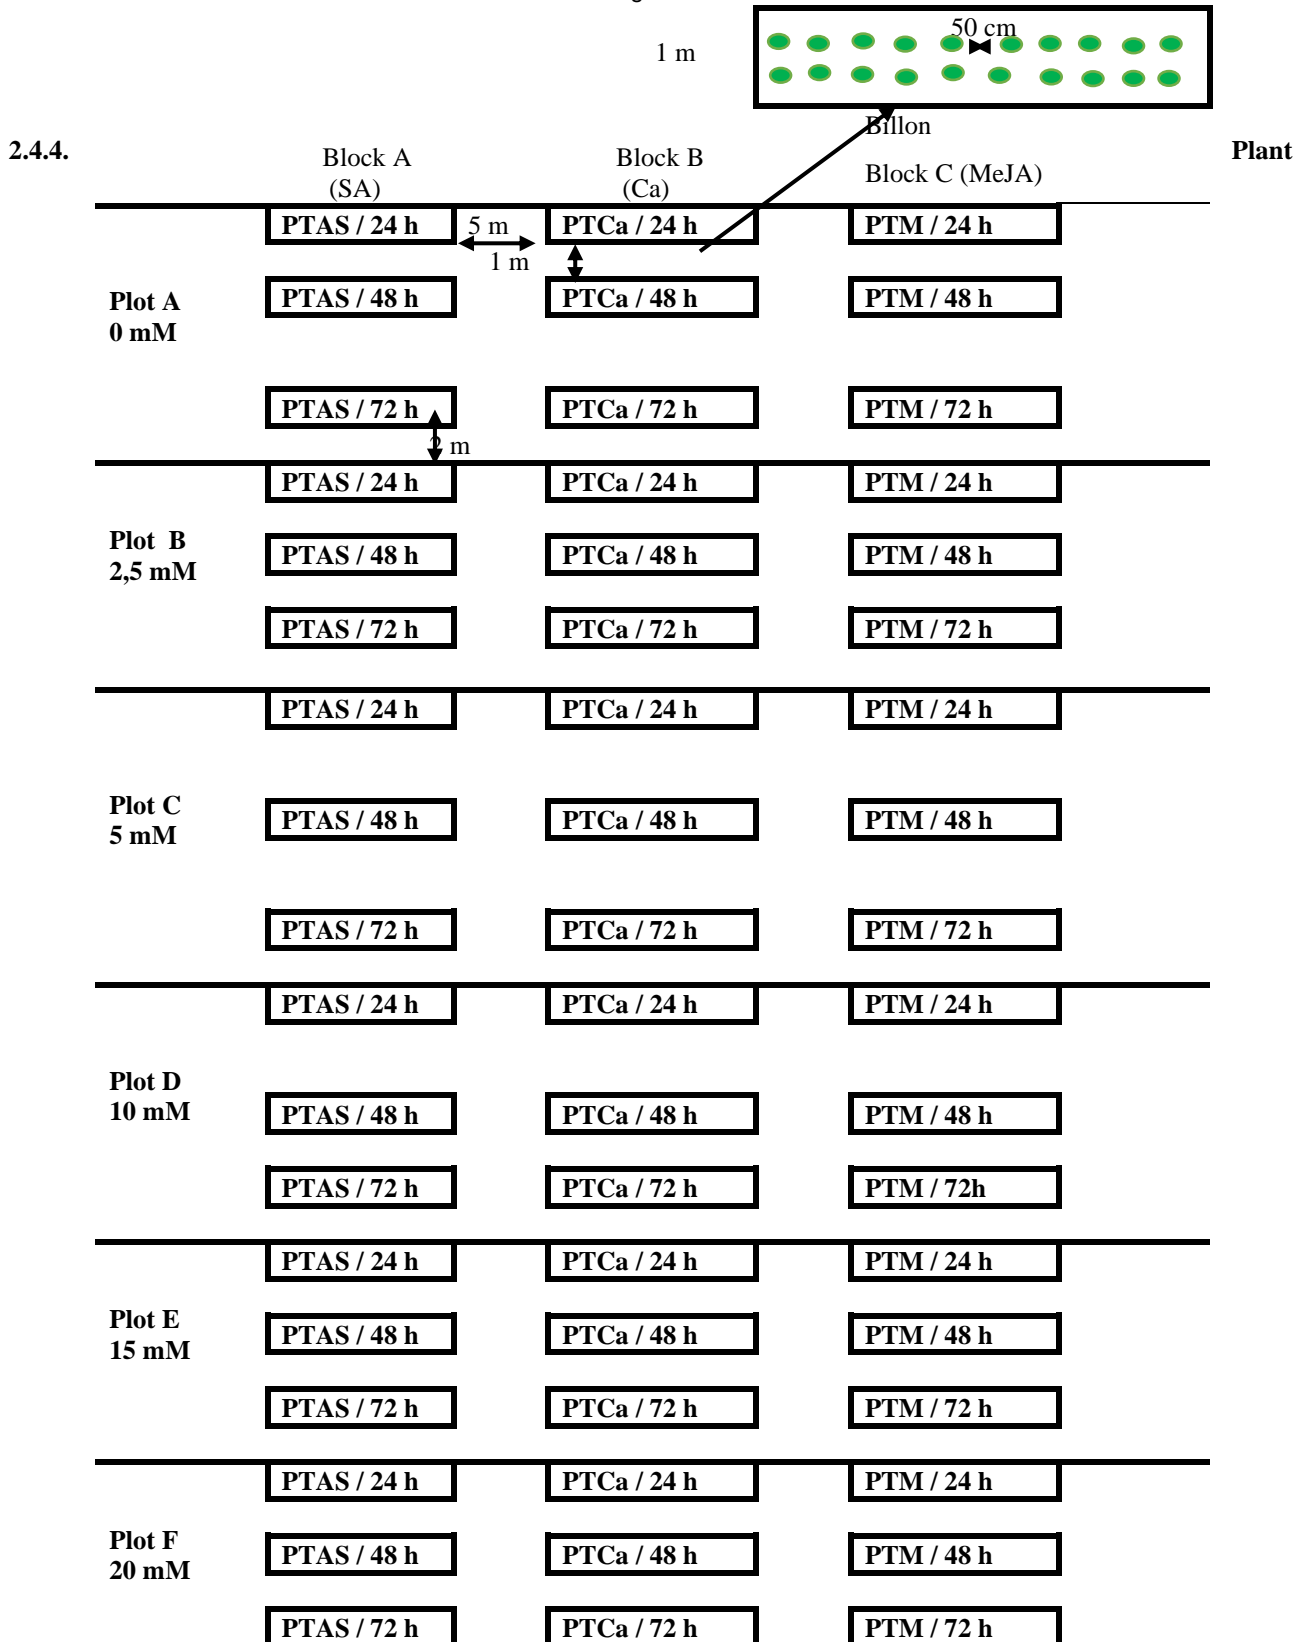 50 cm
1 m
Billon
2.4.4. Plant
Block A Block B
(SA) (Ca) Block C (MeJA)
PTAS / 24 h 5 m PTCa / 24 h PTM / 24 h
1 m
Plot A PTAS / 48 h PTCa / 48 h PTM / 48 h
0 mM
PTAS / 72 h PTCa / 72 h PTM / 72 h
2 m
PTAS / 24 h PTCa / 24 h PTM / 24 h
Plot B PTAS / 48 h PTCa / 48 h PTM / 48 h
2,5 mM
PTAS / 72 h PTCa / 72 h PTM / 72 h
PTAS / 24 h PTCa / 24 h PTM / 24 h
Plot C PTAS / 48 h PTCa / 48 h PTM / 48 h
5 mM
PTAS / 72 h PTCa / 72 h PTM / 72 h
PTAS / 24 h PTCa / 24 h PTM / 24 h
Plot D
10 mM PTAS / 48 h PTCa / 48 h PTM / 48 h
PTAS / 72 h PTCa / 72 h PTM / 72h
PTAS / 24 h PTCa / 24 h PTM / 24 h
Plot E PTAS / 48 h PTCa / 48 h PTM / 48 h
15 mM
PTAS / 72 h PTCa / 72 h PTM / 72 h
PTAS / 24 h PTCa / 24 h PTM / 24 h
Plot F PTAS / 48 h PTCa / 48 h PTM / 48 h
20 mM
PTAS / 72 h PTCa / 72 h PTM / 72 h